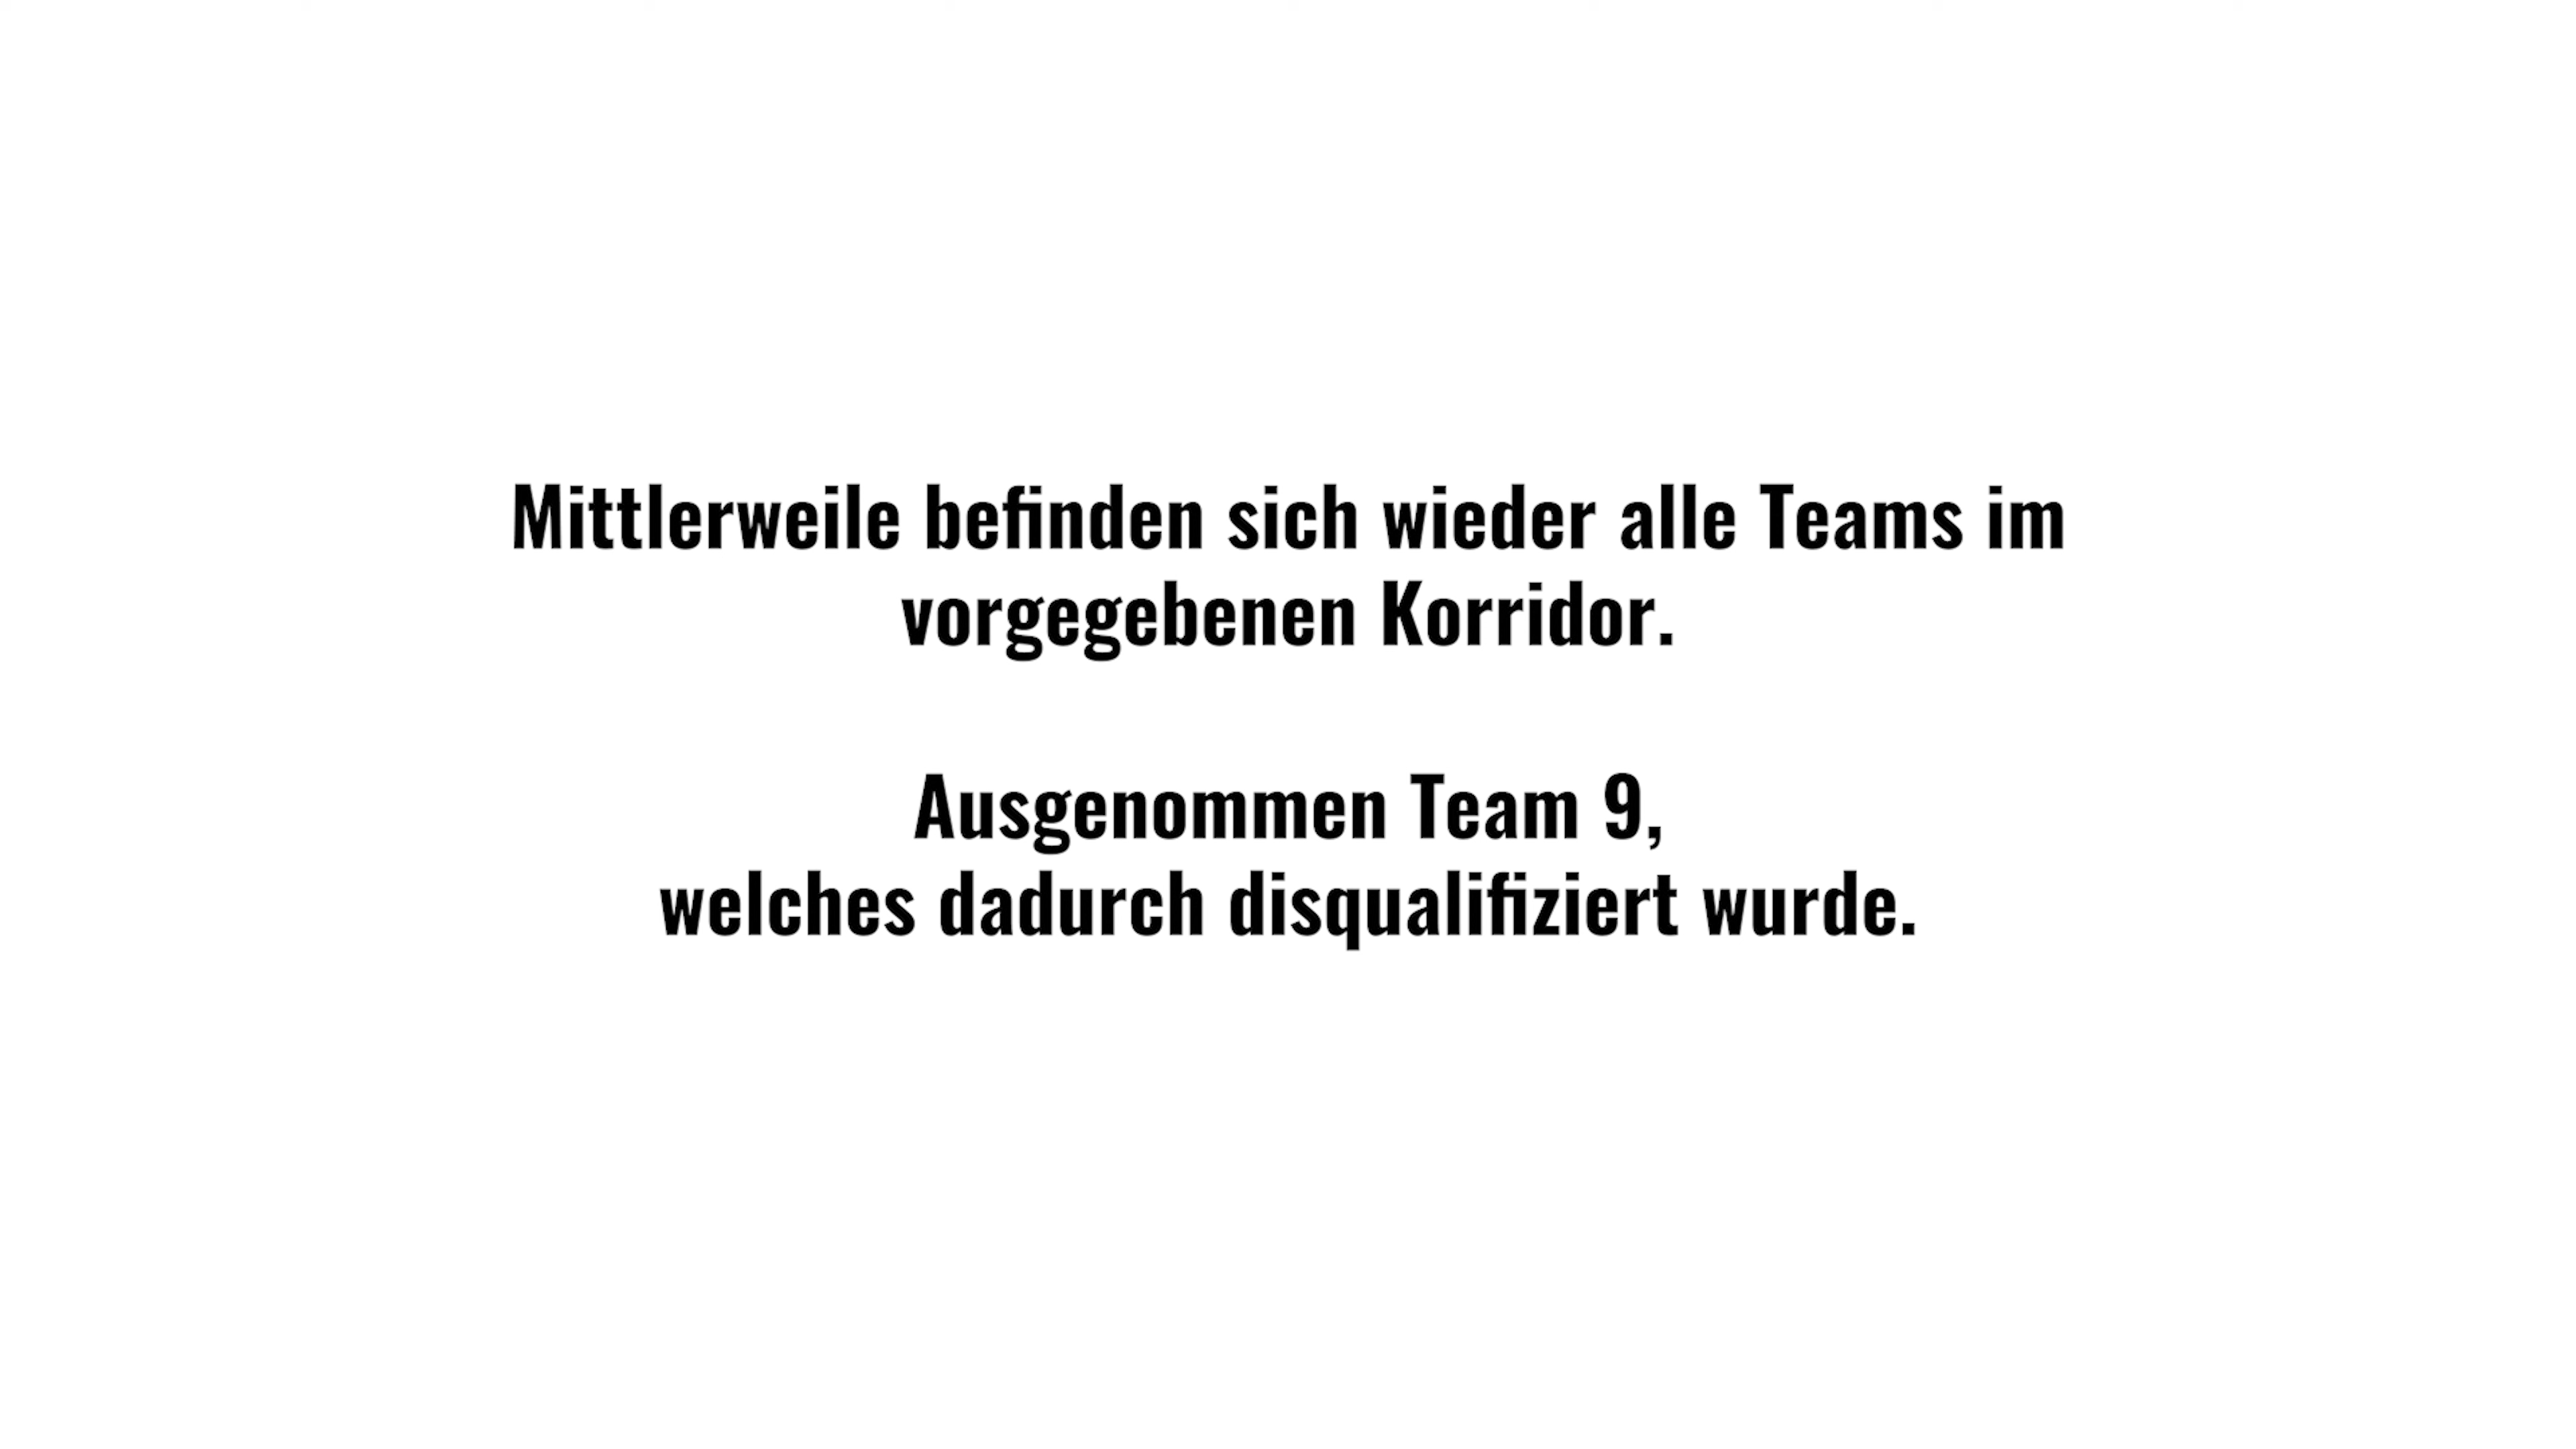 Mittlerweile befinden sich wieder alle Teams im
vorgegebenen Korridor.
Ausgenommen Team 9,
welches dadurch disqualifiziert wurde.